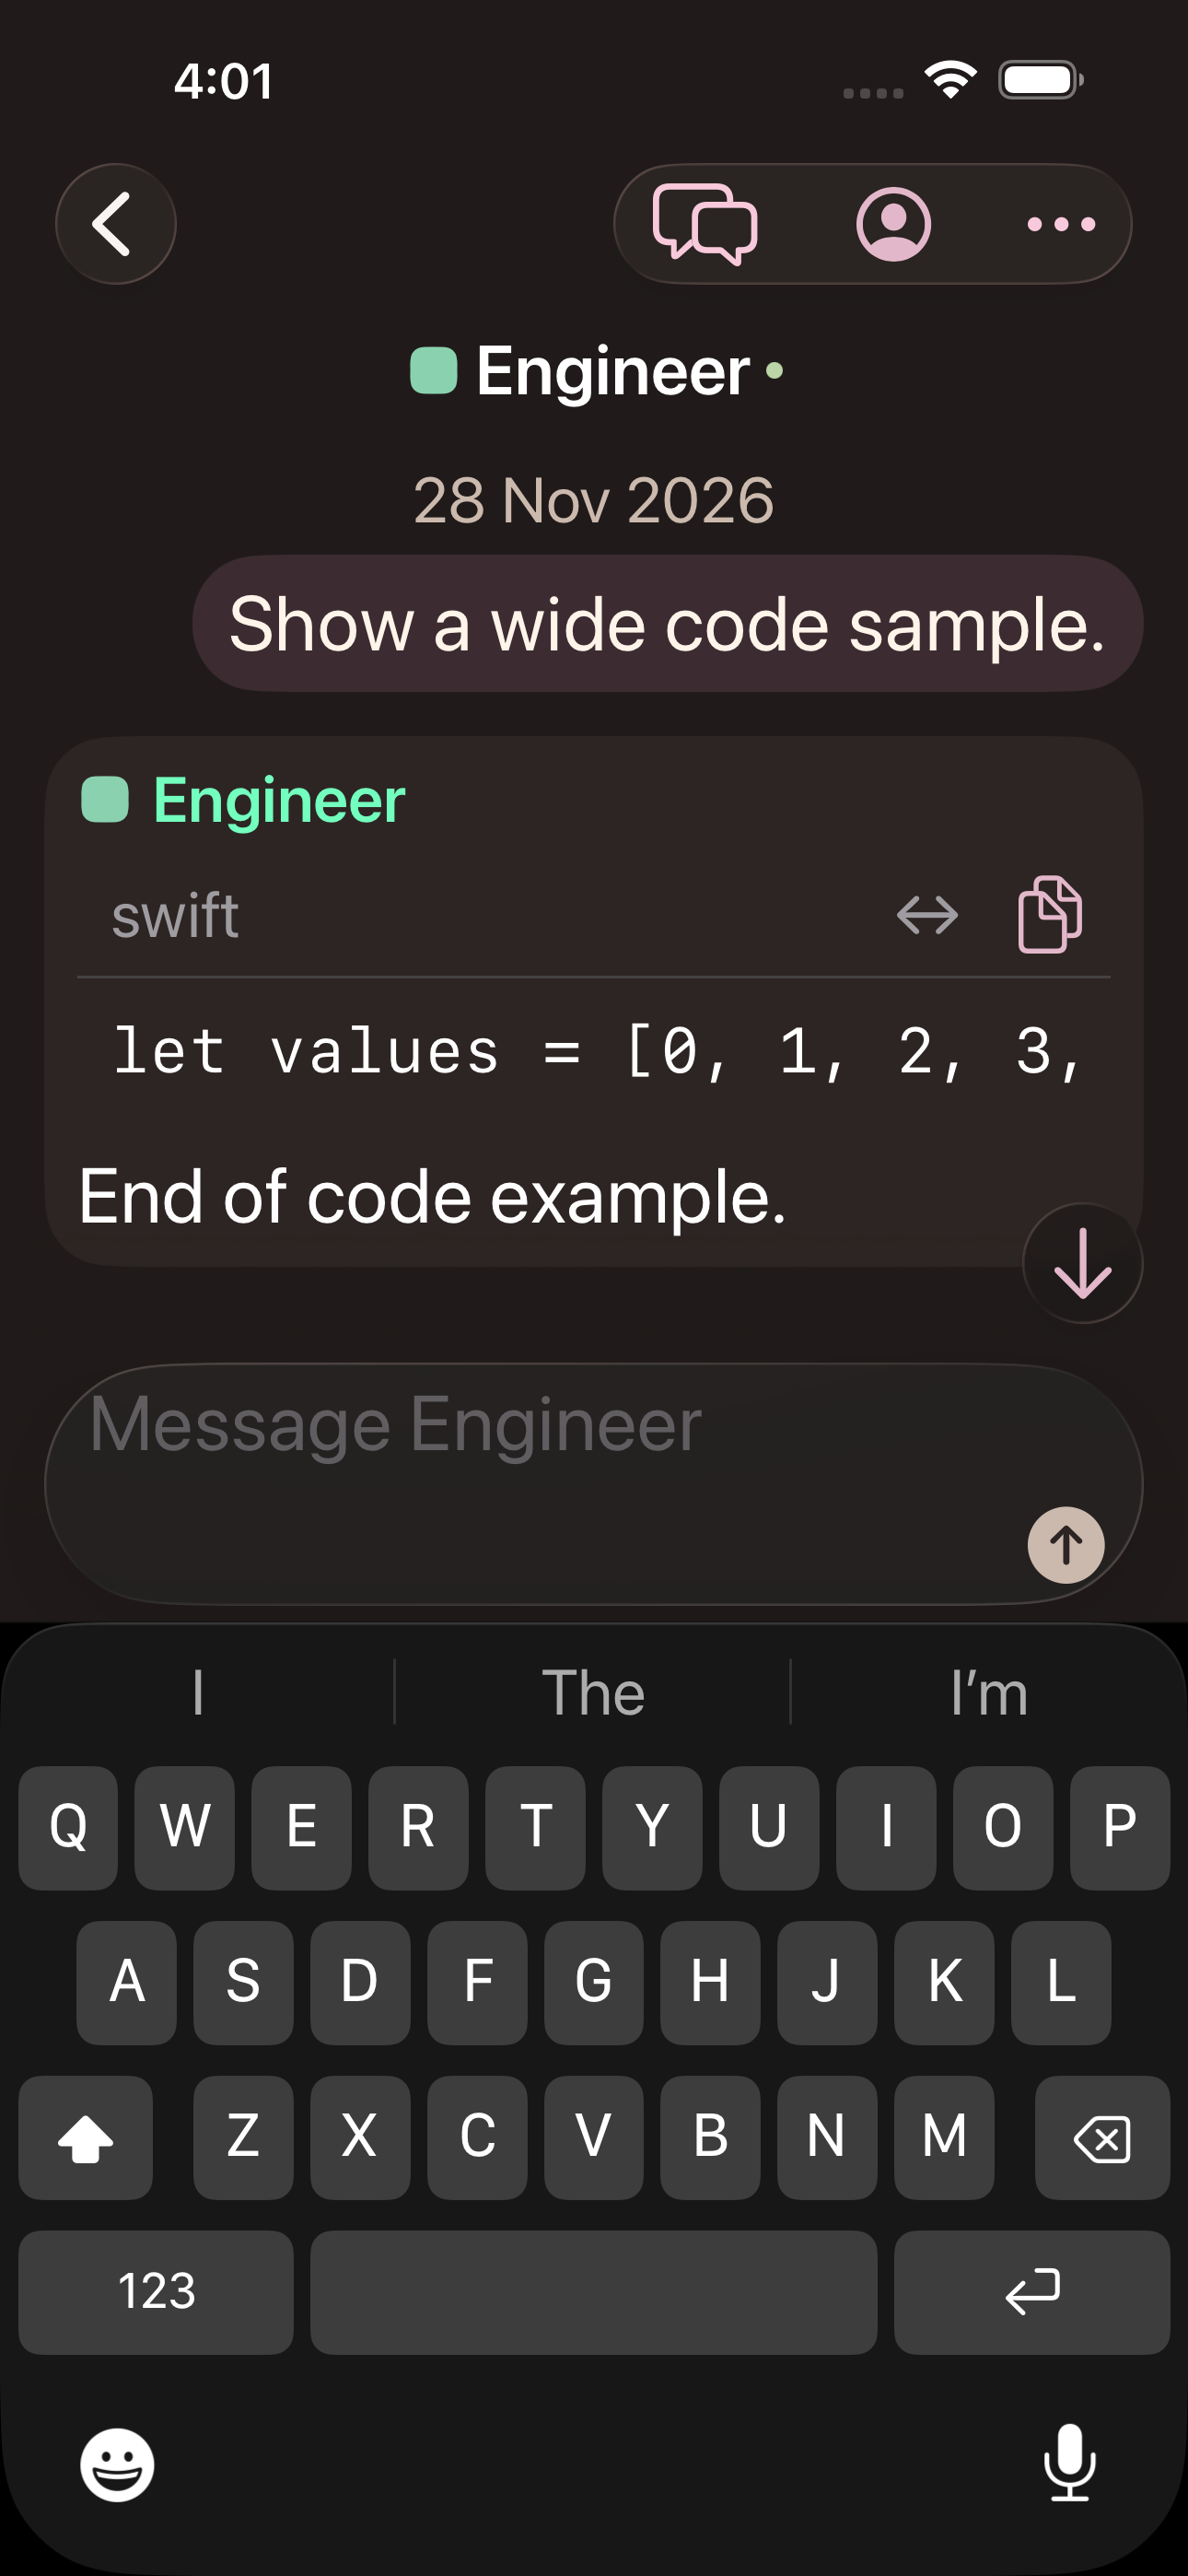 4:01
Engineer
28 Nov 2026
Show a wide code sample.
Engineer
swift
let values = [0, 1, 2, 3,
End of code example.
Message Engineer
I The I’m
Q W E R T Y U I O P
A S D F G H J K L
Z X C V B N M
123